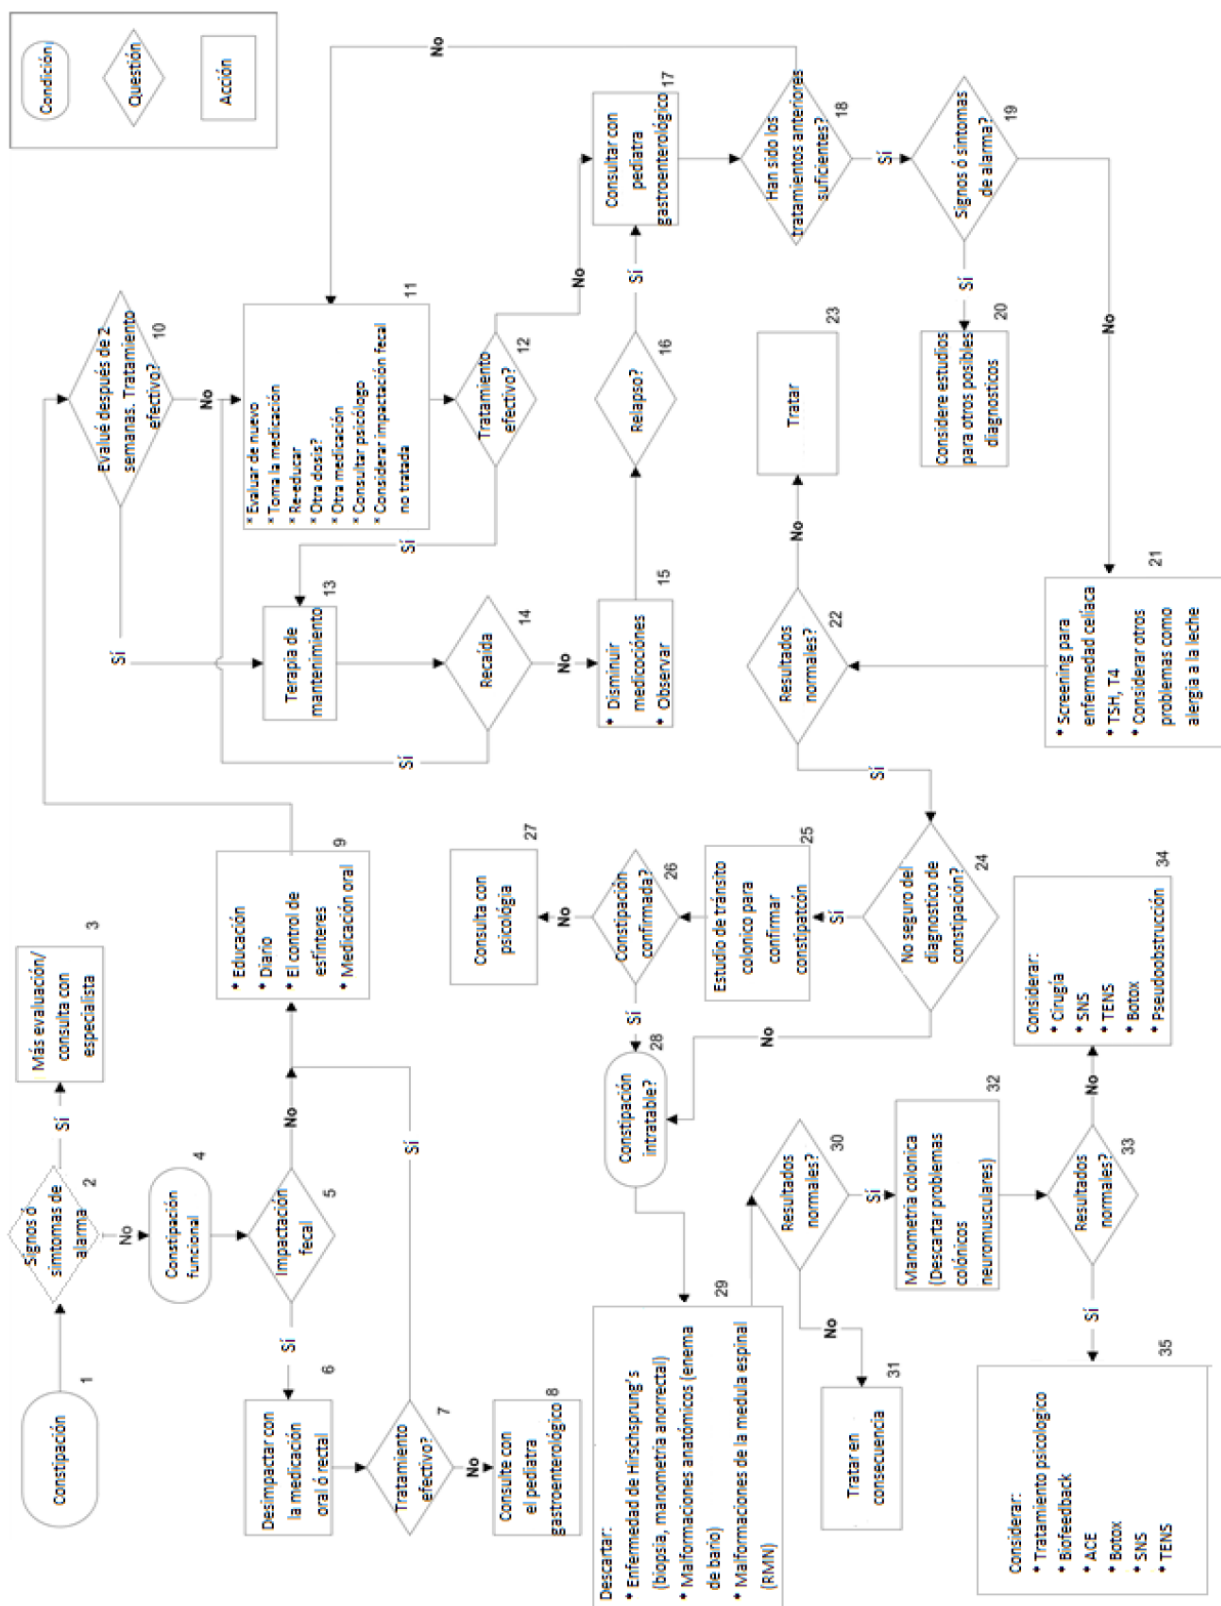 Condición
Questión
Acción
Constipación
1
Signos ó
simtomas de
alarma
2
No
Sí
Más evaluación/
consulta con
especialista
3
Constipación
funcional
4
Impactación
fecal
5
Sí
No
Desimpactar con
la medicación
oral ó rectal
6
Tratamiento
efectivo?
7
Sí
No
Consulte con
el pediatra
gastroenterológico
8
* Educación
* Diario
* El control de
esfínteres
* Medicación oral
9
Evalué después de 2
semanas. Tratamiento
efectivo?
10
Sí
No
* Evaluar de nuevo
* Toma la medicación
* Re-educar
* Otra dosis?
* Otra medicación
* Consultar psicólogo
* Considerar impactación fecal
no tratada
11
Tratamiento
efectivo?
12
Sí
No
Terapia de
mantenimiento
13
Recaída
14
Sí
No
* Disminuir
medicociónes
* Observar
15
Relapso?
16
Sí
Consultar con
pediatra
gastroenterológico
17
Han sido los
tratamientos anteriores
suficientes?
18
No
Sí
Signos ó sintomas
de alarma?
19
Sí
No
Considere estudios
para otros posibles
diagnosticos
20
* Screening para
enfermedad celíaca
* TSH, T4
* Considerar otros
problemas como
alergia a la leche
21
Resultados
normales?
22
No
Sí
Tratar
23
No seguro del
diagnostico de
constipación?
24
Sí
No
Estudio de tránsito
colonico para
confirmar
constipatcón
25
Constipación
confirmada?
26
No
Sí
Consulta con
psicología
27
Constipación
intratable?
28
Descartar:
* Enfermedad de Hirschsprung's
(biopsia, manometria anorrectal)
* Malformaciones anatómicos (enema
de bario)
* Malformaciones de la medula espinal
(RMN)
29
Resultados
normales?
30
No
Sí
Tratar en
consecuencia
31
Manometria colonica
(Descartar problemas
colónicos
neuromusculares)
32
Resultados
normales?
33
No
Sí
Considerar:
* Cirugía
* SNS
* TENS
* Botox
* Pseudoobstrucción
34
Considerar:
* Tratamiento psicologico
* Biofeedback
* ACE
* Botox
* SNS
* TENS
35